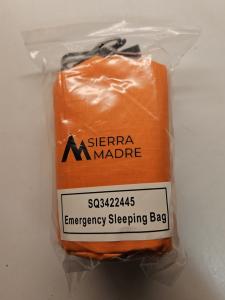 SIERRA
MADRE
SQ3422445
Emergency Sleeping Bag